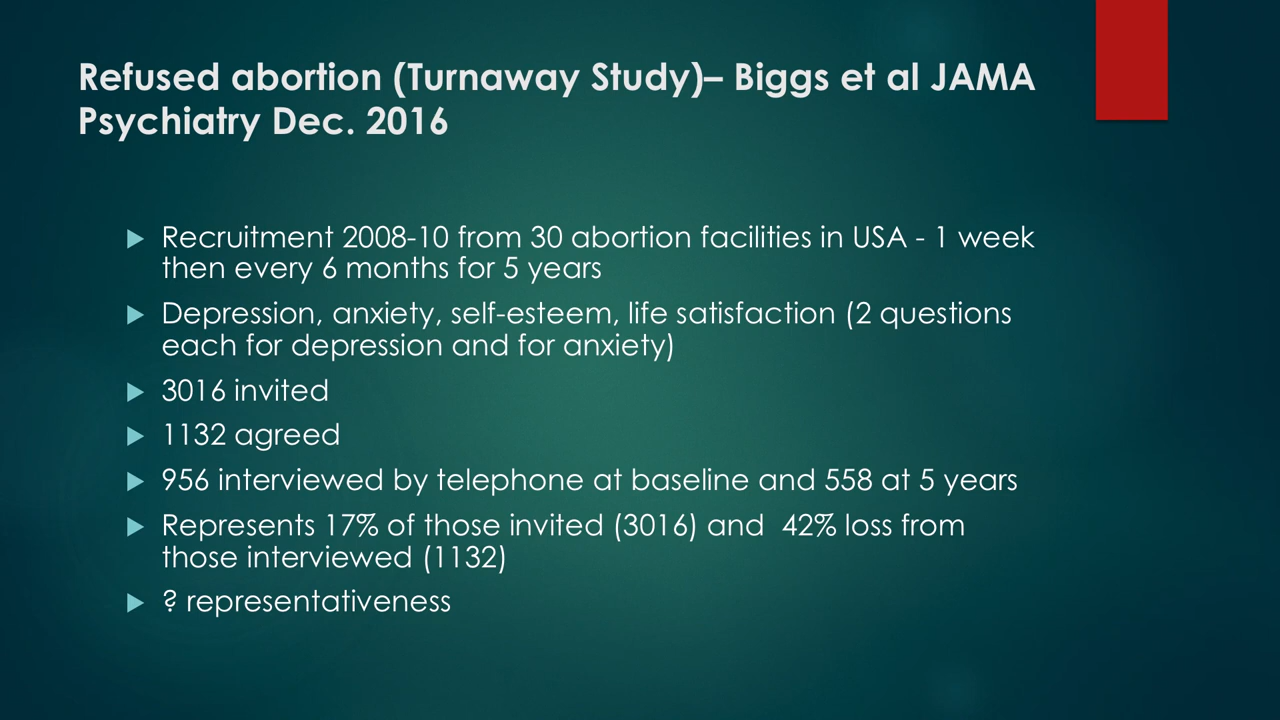 Refused abortion (Turnaway Study)– Biggs et al JAMA
Psychiatry Dec. 2016
Recruitment 2008-10 from 30 abortion facilities in USA - 1 week
then every 6 months for 5 years
Depression, anxiety, self-esteem, life satisfaction (2 questions
each for depression and for anxiety)
3016 invited
1132 agreed
956 interviewed by telephone at baseline and 558 at 5 years
Represents 17% of those invited (3016) and  42% loss from
those interviewed (1132)
? representativeness